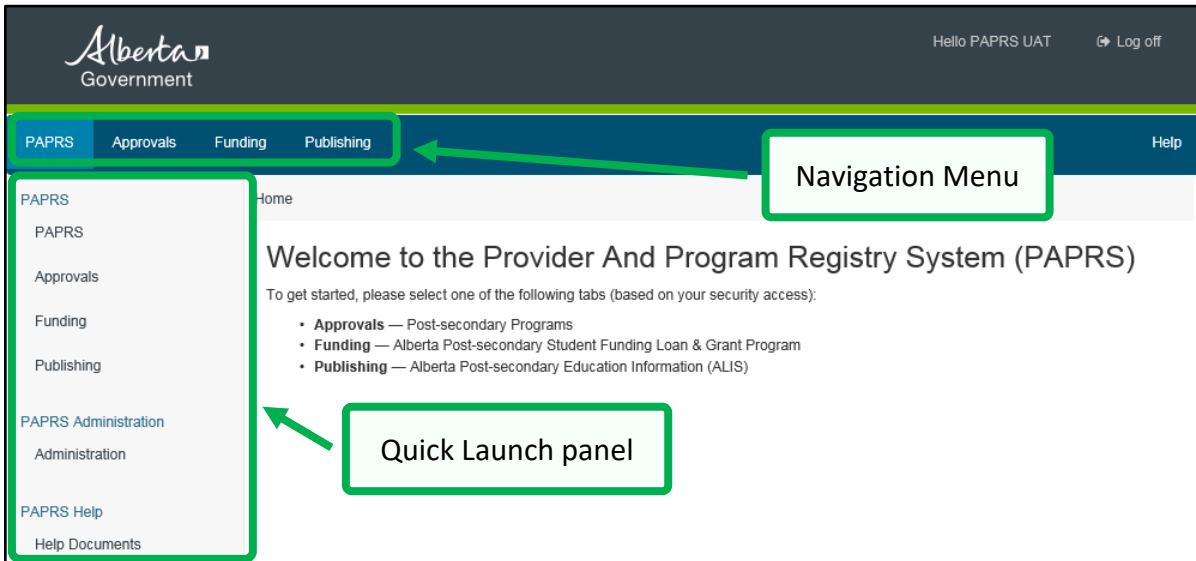 Alberta
Government
Hello PAPRS UAT Log off
PAPRS Approvals Funding Publishing Help
Navigation Menu
PAPRS
Home
PAPRS
Approvals
Funding
Publishing
Welcome to the Provider And Program Registry System (PAPRS)
To get started, please select one of the following tabs (based on your security access):
• Approvals — Post-secondary Programs
• Funding — Alberta Post-secondary Student Funding Loan & Grant Program
• Publishing — Alberta Post-secondary Education Information (ALIS)
PAPRS Administration
Administration
Quick Launch panel
PAPRS Help
Help Documents